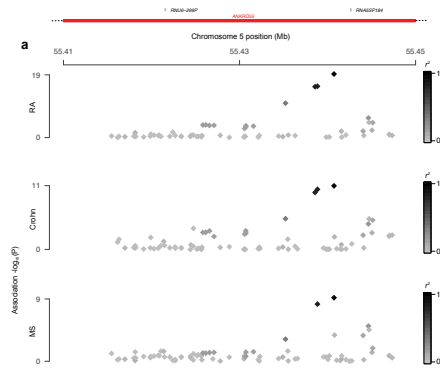 RNU6-299P RNA5SP184
ANKRD55
Chromosome 5 position (Mb)
a
55.41 55.43 55.45
r²
19
RA
0
1
0
r²
11
Crohn
0
1
0
Association -log₁₀(P)
r²
9
MS
0
1
0